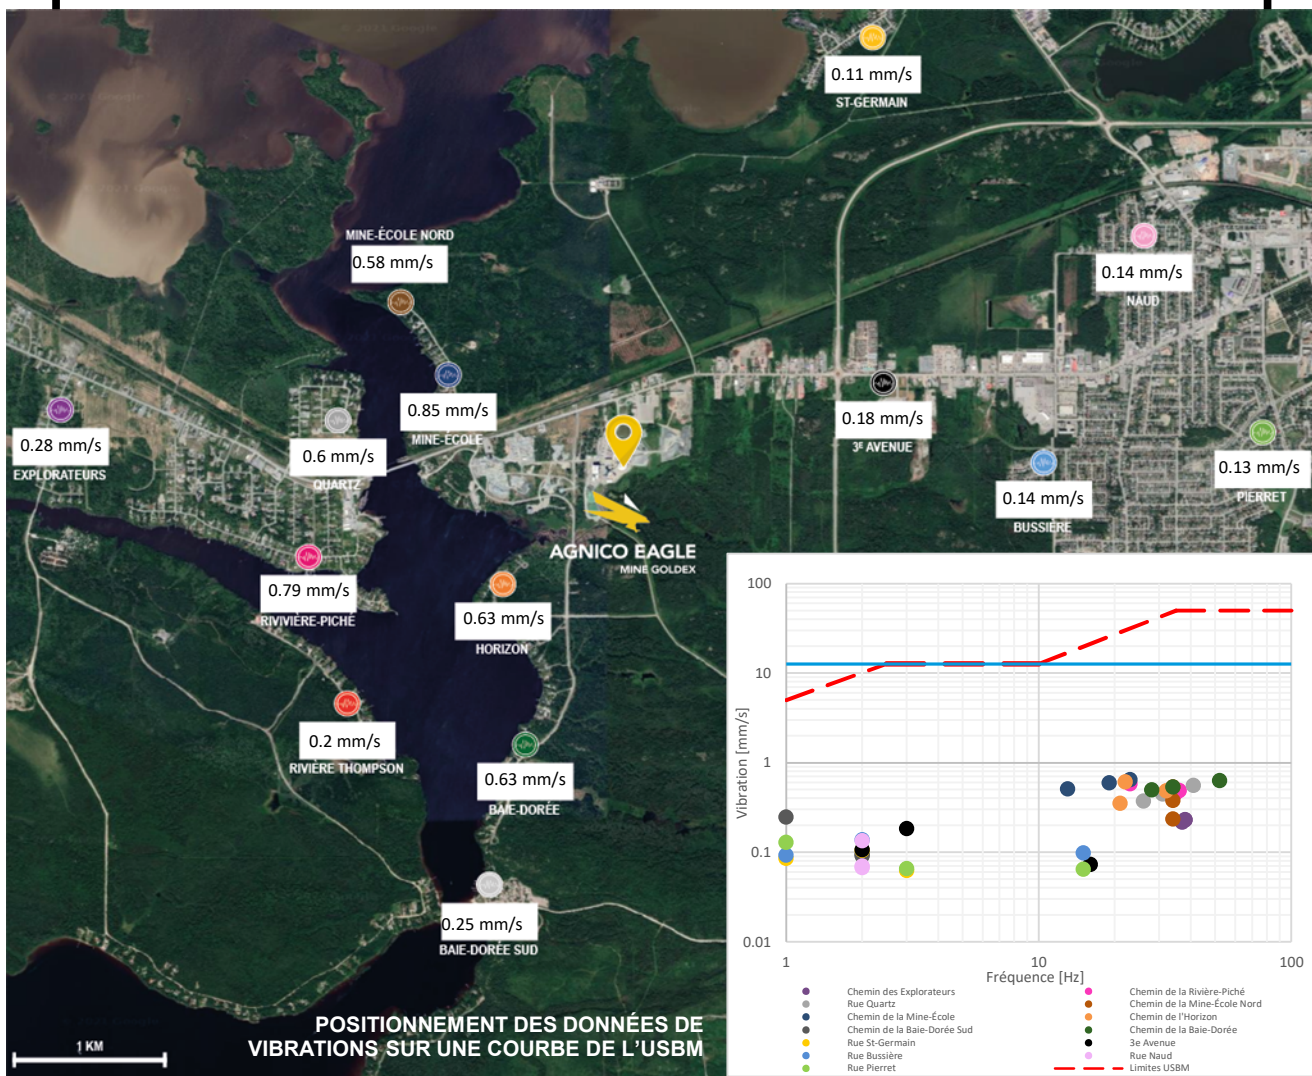 0.11 mm/s
ST-GERMAIN
MINE-ÉCOLE NORD
0.58 mm/s
0.14 mm/s
NAUD
0.85 mm/s
MINE-ÉCOLE
0.18 mm/s
3E AVENUE
0.28 mm/s
EXPLORATEURS
0.6 mm/s
QUARTZ
0.13 mm/s
PIERRET
0.14 mm/s
BUSSIÈRE
AGNICO EAGLE
MINE GOLDEX
0.79 mm/s
RIVIVIÈRE-PICHÉ
0.63 mm/s
HORIZON
0.2 mm/s
RIVIÈRE THOMPSON
0.63 mm/s
BAIE-DORÉE
0.25 mm/s
BAIE-DORÉE SUD
POSITIONNEMENT DES DONNÉES DE
VIBRATIONS SUR UNE COURBE DE L'USBM
1 KM
100
10
1
0.1
0.01
Vibration [mm/s]
1
10
100
Fréquence [Hz]
Chemin des Explorateurs
Chemin de la Rivière-Piché
Rue Quartz
Chemin de la Mine-École Nord
Chemin de la Mine-École
Chemin de l'Horizon
Chemin de la Baie-Dorée Sud
Chemin de la Baie-Dorée
Rue St-Germain
3e Avenue
Rue Bussière
Rue Naud
Rue Pierret
Limites USBM